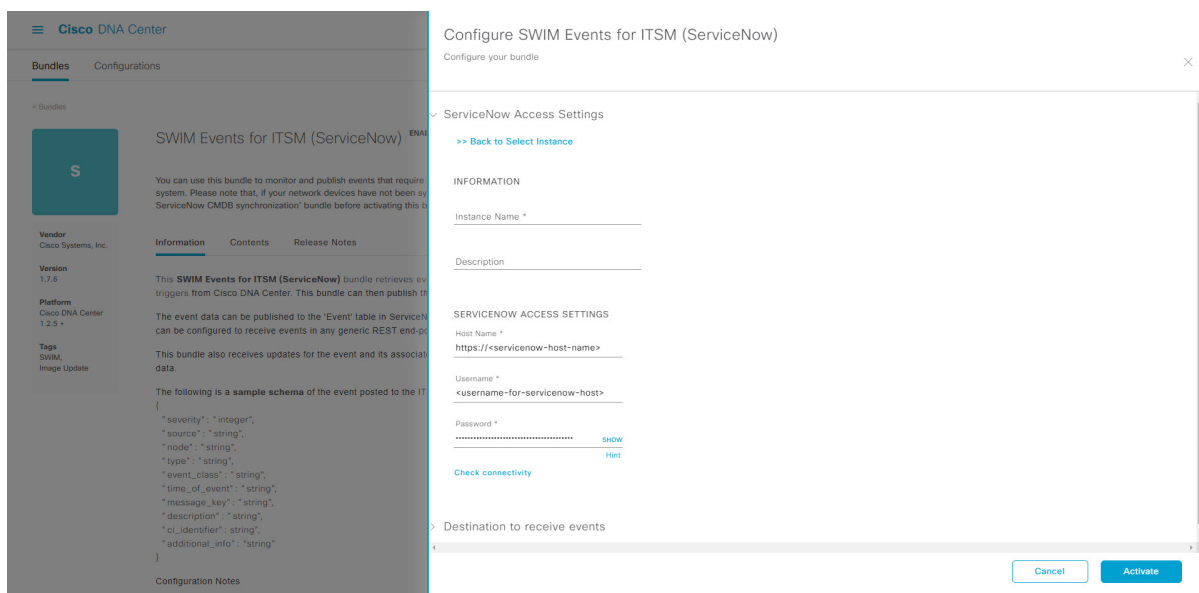 Cisco DNA Center
Bundles Configurations
< Bundles
S
SWIM Events for ITSM (ServiceNow)
You can use this bundle to monitor and publish events that require
system. Please note that, if your network devices have not been
ServiceNow CMDB synchronization" bundle before activating this
Vendor
Cisco Systems, Inc.
Version
1.7.6
Platform
Cisco DNA Center
1.2.5 +
Tags
SWIM,
Image Update
Information Contents Release Notes
This SWIM Events for ITSM (ServiceNow) bundle retrieves
triggers from Cisco DNA Center. This bundle can then publish
The event data can be published to the 'Event' table in
can be configured to receive events in any generic REST
This bundle also receives updates for the event and its
data.
The following is a sample schema of the event posted to the
{
"severity" : "integer",
"source" : "string",
"node" : "string",
"type" : "string",
"event_class" : "string",
"time_of_event" : "string",
"message_key" : "string",
"description" : "string",
"ci_identifier" : string",
"additional_info" : "string"
}
Configuration Notes
Configure SWIM Events for ITSM (ServiceNow)
Configure your bundle
ServiceNow Access Settings
>> Back to Select Instance
INFORMATION
Instance Name *
Description
SERVICENOW ACCESS SETTINGS
Host Name *
https://<servicenow-host-name>
Username *
<username-for-servicenow-host>
Password *
SHOW
Hint
Check connectivity
Destination to receive events
Cancel Activate